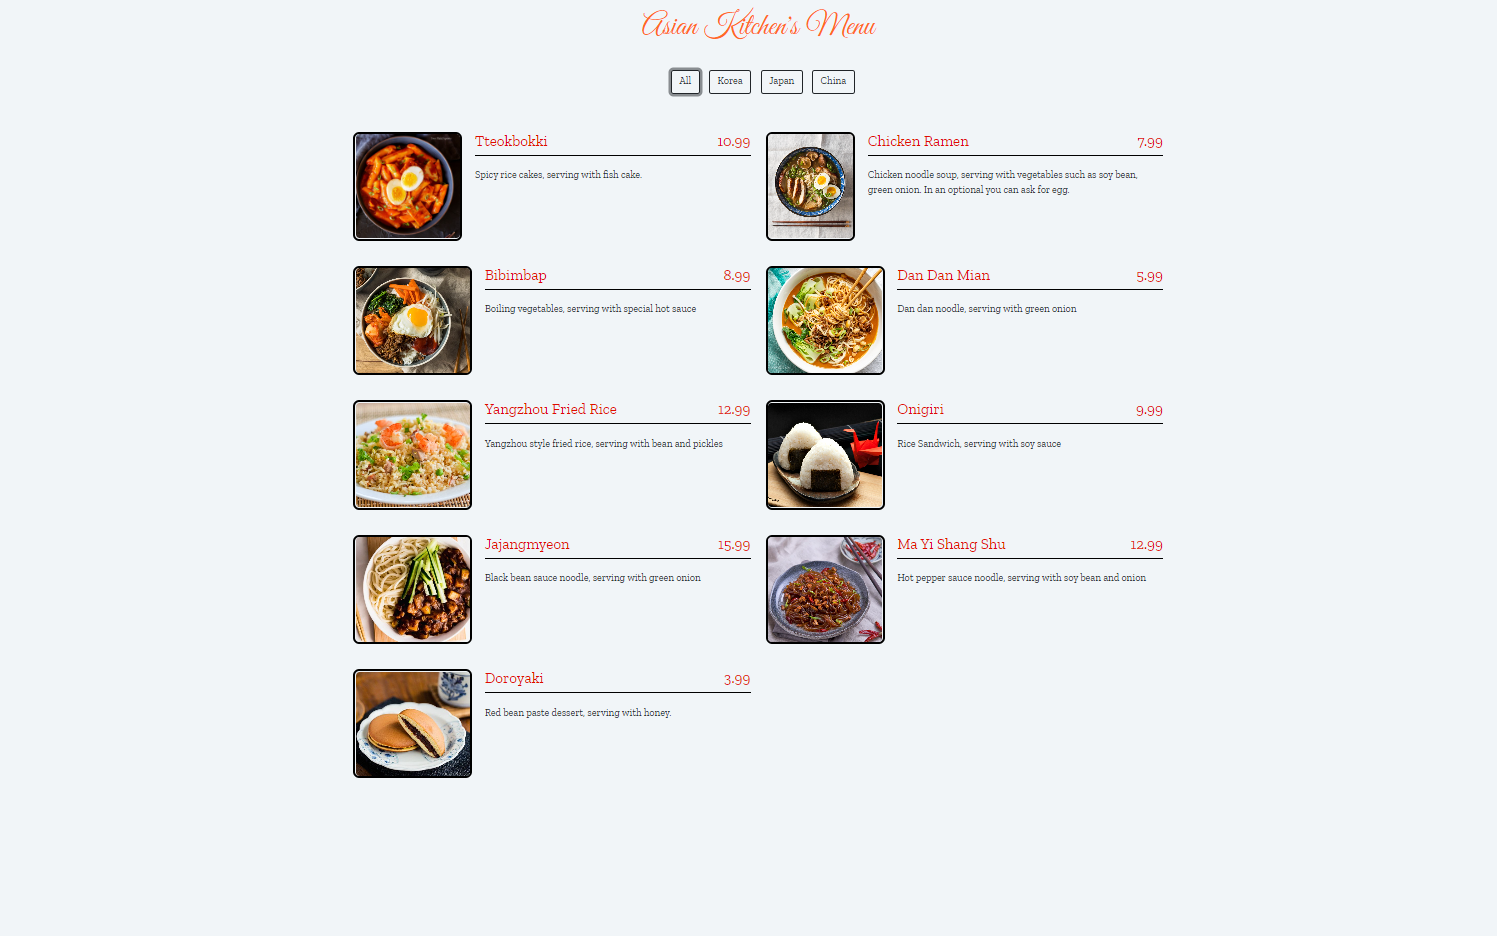 Asian Kitchen's Menu
All
Korea
Japan
China
Tteokbokki
10.99
Spicy rice cakes, serving with fish cake.
Chicken Ramen
7.99
Chicken noodle soup, serving with vegetables such as soy bean,
green onion. In an optional you can ask for egg.
Bibimbap
8.99
Boiling vegetables, serving with special hot sauce
Dan Dan Mian
5.99
Dan dan noodle, serving with green onion
Yangzhou Fried Rice
12.99
Yangzhou style fried rice, serving with bean and pickles
Onigiri
9.99
Rice Sandwich, serving with soy sauce
Jajangmyeon
15.99
Black bean sauce noodle, serving with green onion
Ma Yi Shang Shu
12.99
Hot pepper sauce noodle, serving with soy bean and onion
Doroyaki
3.99
Red bean paste dessert, serving with honey.